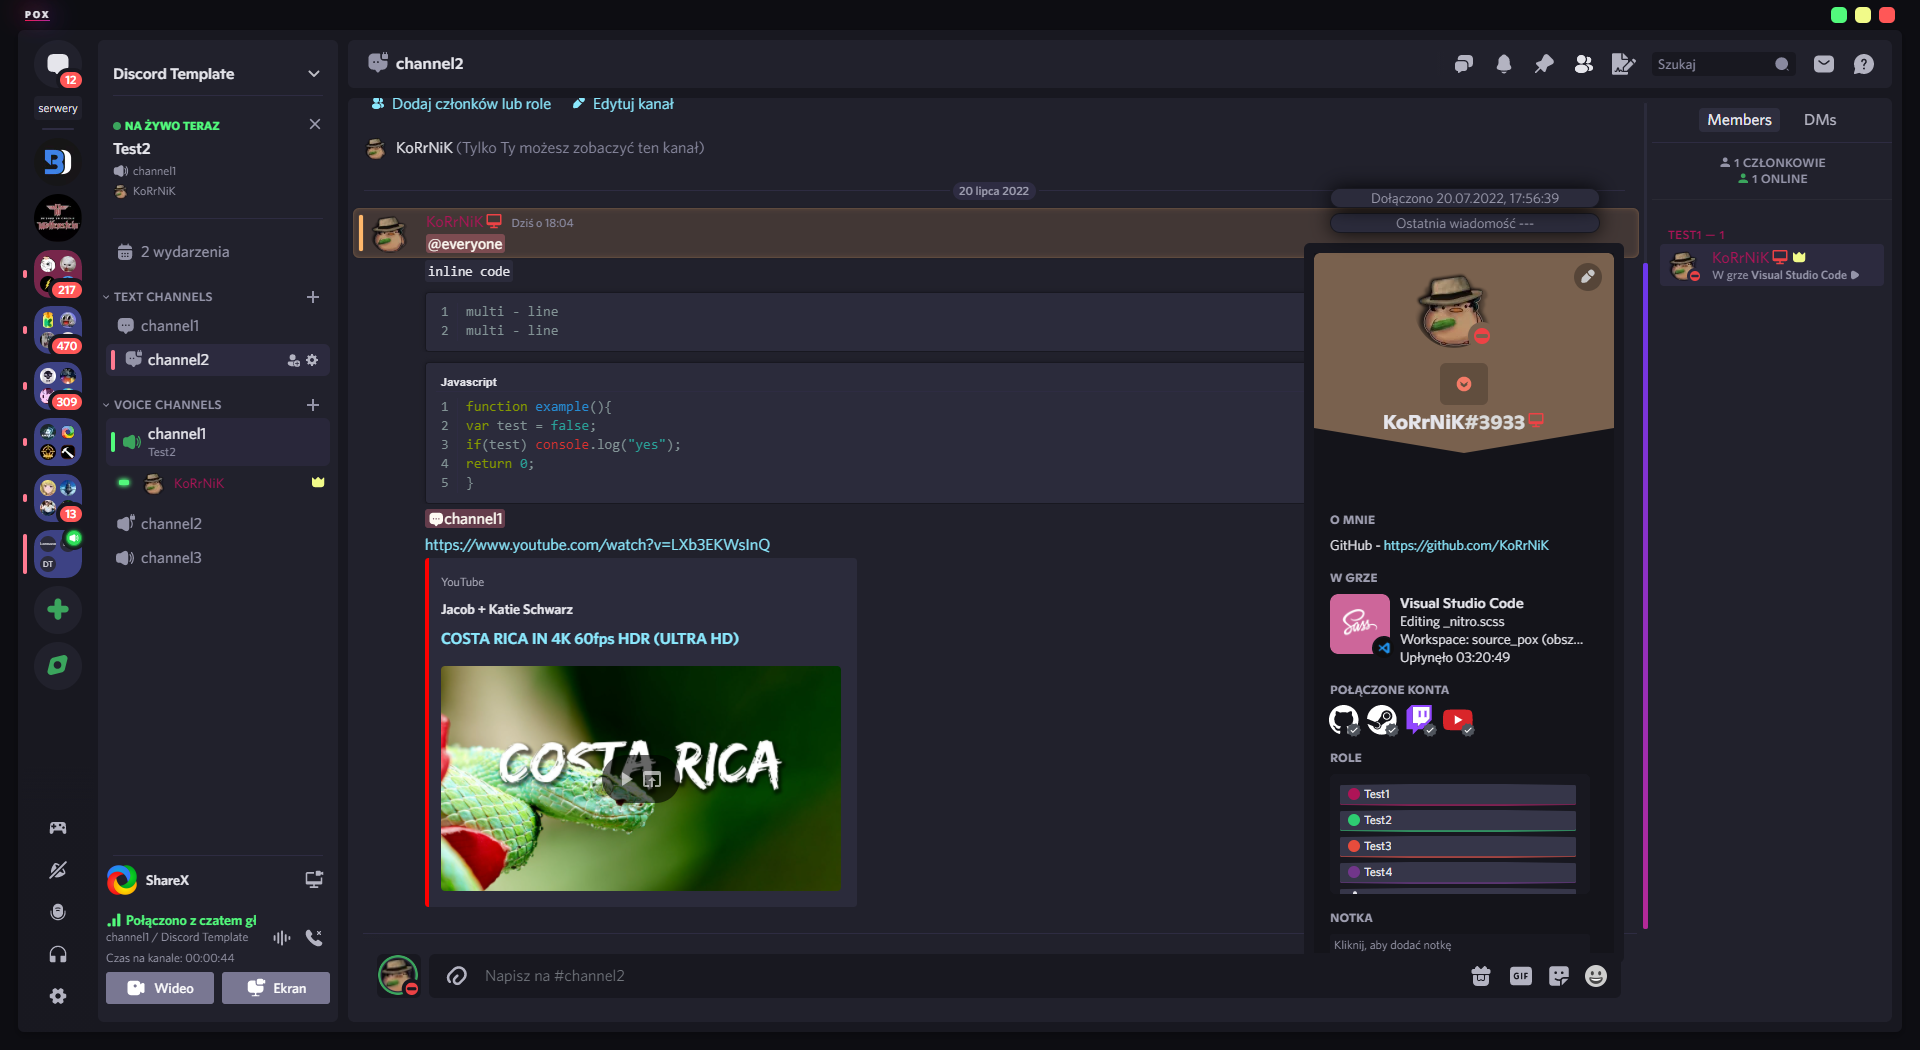 POX
12
serwery
217
470
309
13
DT
Discord Template
NA ŻYWO TERAZ
Test2
channel1
KoRrNiK
2 wydarzenia
TEXT CHANNELS
channel1
channel2
VOICE CHANNELS
channel1
Test2
KoRrNiK
channel2
channel3
ShareX
Połączono z czatem gł
channel1 / Discord Template
Czas na kanale: 00:00:44
Wideo
Ekran
channel2
Szukaj
Dodaj członków lub role
Edytuj kanał
KoRrNiK (Tylko Ty możesz zobaczyć ten kanał)
20 lipca 2022
KoRrNiK Dziś o 18:04
@everyone
inline code
1 multi - line
2 multi - line
Javascript
1 function example(){
2 var test = false;
3 if(test) console.log("yes");
4 return 0;
5 }
channel1
https://www.youtube.com/watch?v=LXb3EKWsInQ
YouTube
Jacob + Katie Schwarz
COSTA RICA IN 4K 60fps HDR (ULTRA HD)
COSTA RICA
Napisz na #channel2
GIF
Dołączono 20.07.2022, 17:56:39
Ostatnia wiadomość ---
KoRrNiK#3933
O MNIE
GitHub - https://github.com/KoRrNiK
W GRZE
Sass
Visual Studio Code
Editing _nitro.scss
Workspace: source_pox (obsz...
Upłynęło 03:20:49
POŁĄCZONE KONTA
ROLE
Test1
Test2
Test3
Test4
NOTKA
Kliknij, aby dodać notkę
Members
DMs
1 CZŁONKOWIE
1 ONLINE
TEST1 — 1
KoRrNiK
W grze Visual Studio Code